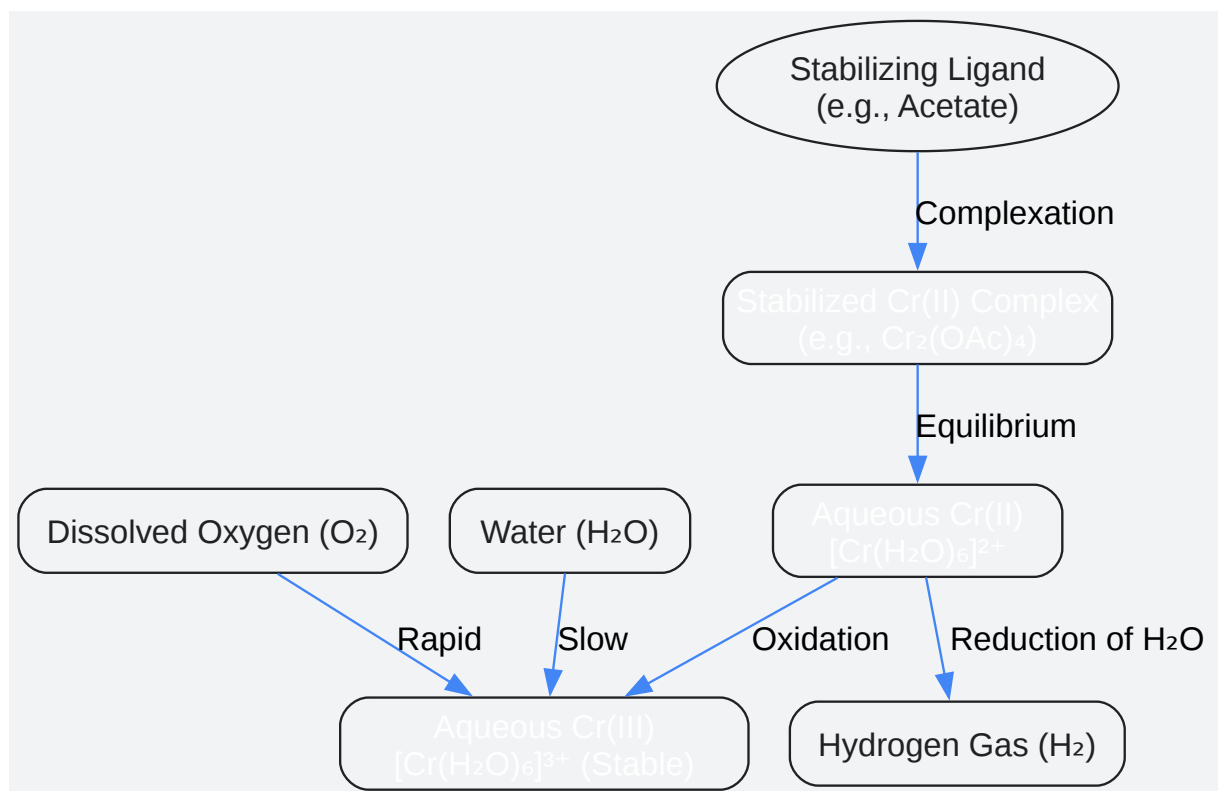 Stabilizing Ligand
(e.g., Acetate)
Complexation
Stabilized Cr(II) Complex
(e.g., Cr₂(OAc)₄)
Equilibrium
Dissolved Oxygen (O₂)
Water (H₂O)
Aqueous Cr(II)
[Cr(H₂O)₆]²⁺
Rapid
Slow
Oxidation
Reduction of H₂O
Aqueous Cr(III)
[Cr(H₂O)₆]³⁺ (Stable)
Hydrogen Gas (H₂)